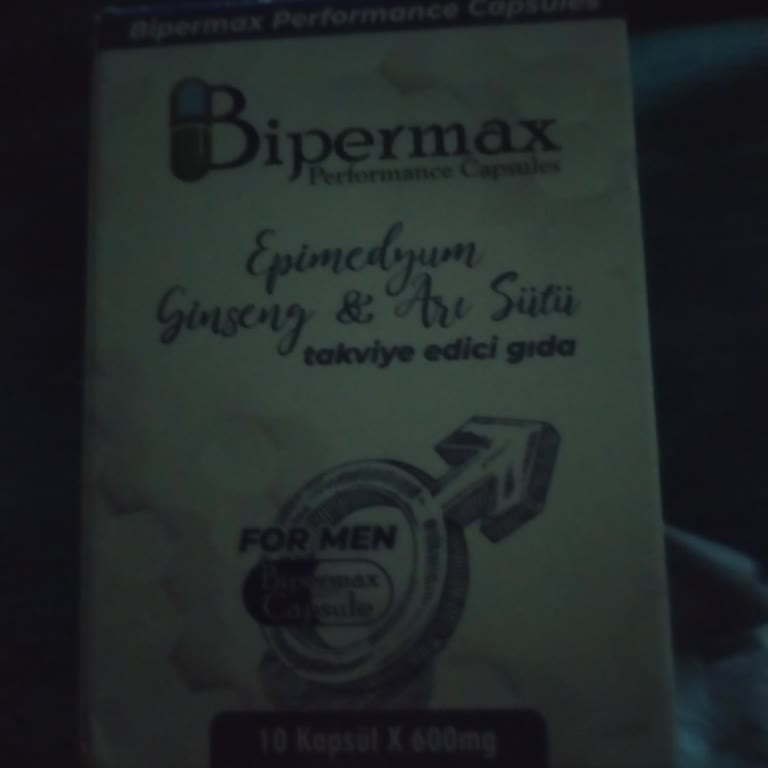 Bipermax Performance Capsules
Bipermax
Performance Capsules
Epimedyum
Ginseng & Arı Sütü
takviye edici gıda
FOR MEN
Bipermax
Capsule
10 Kapsül X 600mg